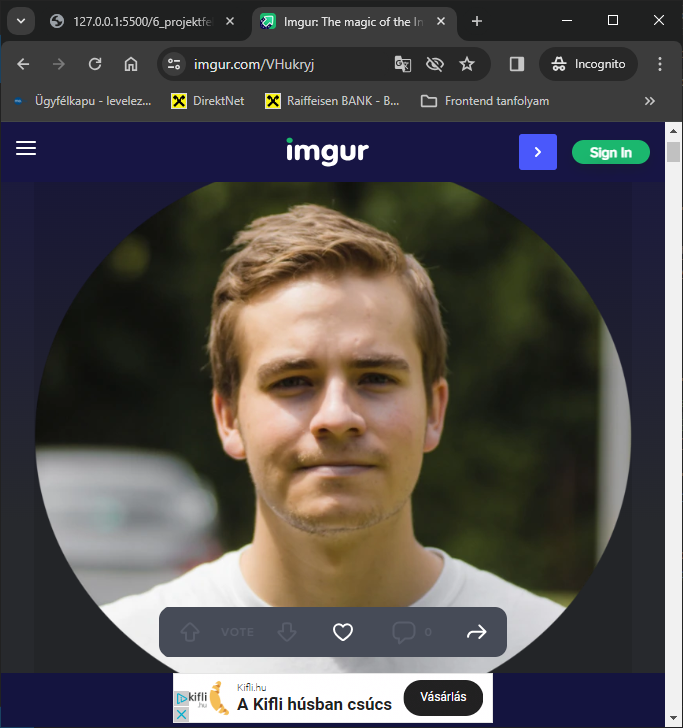 127.0.0.1:5500/6_projektfe
Imgur: The magic of the In
imgur.com/VHukryj
Incognito
Ügyfélkapu - levelez...
DirektNet
Raiffeisen BANK - B...
Frontend tanfolyam
imgur
Sign In
VOTE
0
kifli
.hu
Kifli.hu
A Kifli húsban csúcs
Vásárlás